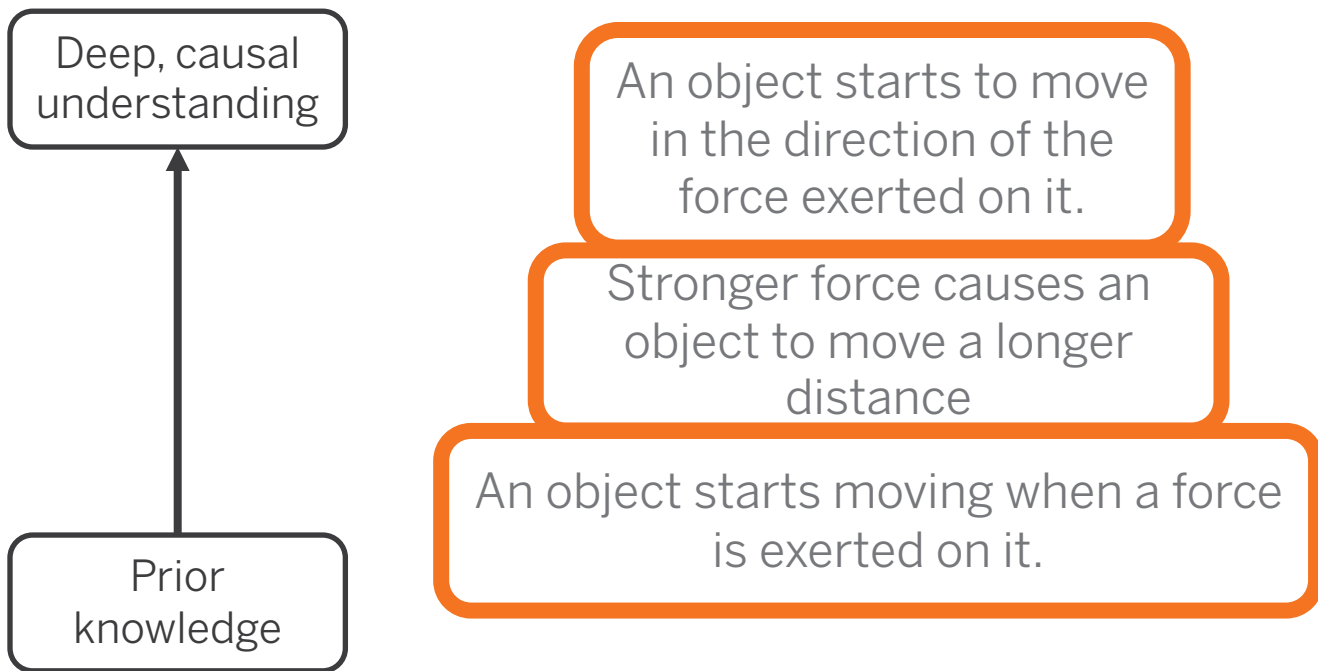 Deep, causal
understanding
Prior
knowledge
An object starts to move
in the direction of the
force exerted on it.
Stronger force causes an
object to move a longer
distance
An object starts moving when a force
is exerted on it.